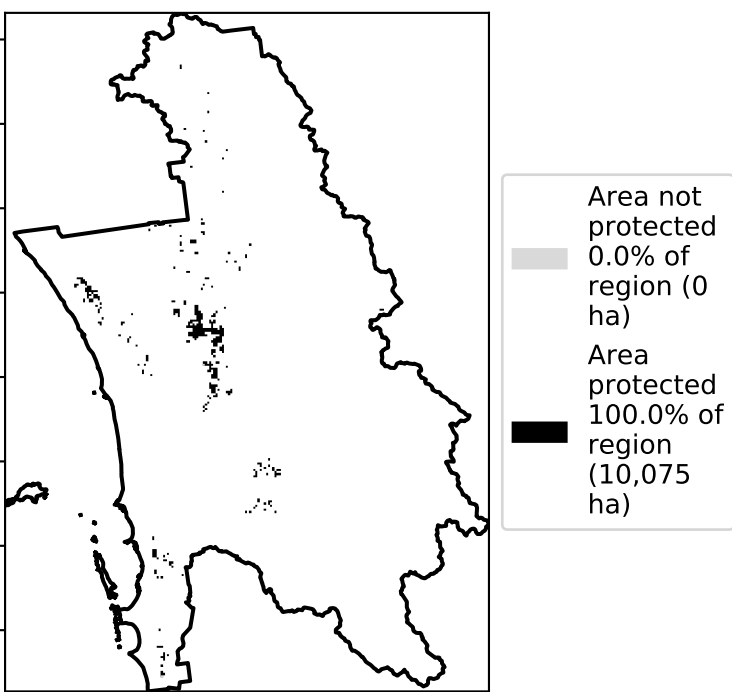 Area not
protected
0.0% of
region (0
ha)
Area
protected
100.0% of
region
(10,075
ha)